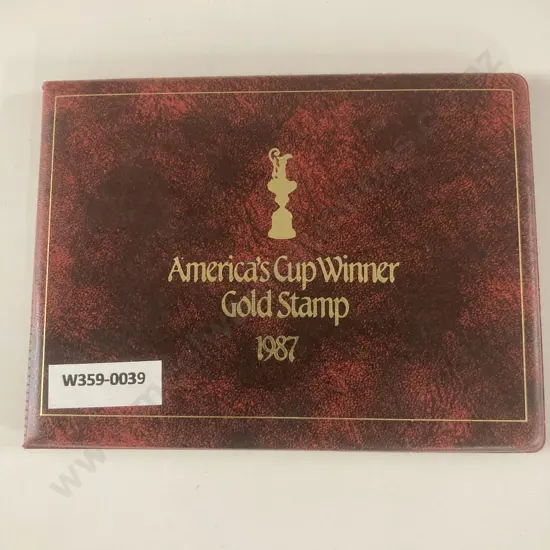 America's Cup Winner
Gold Stamp
1987
W359-0039